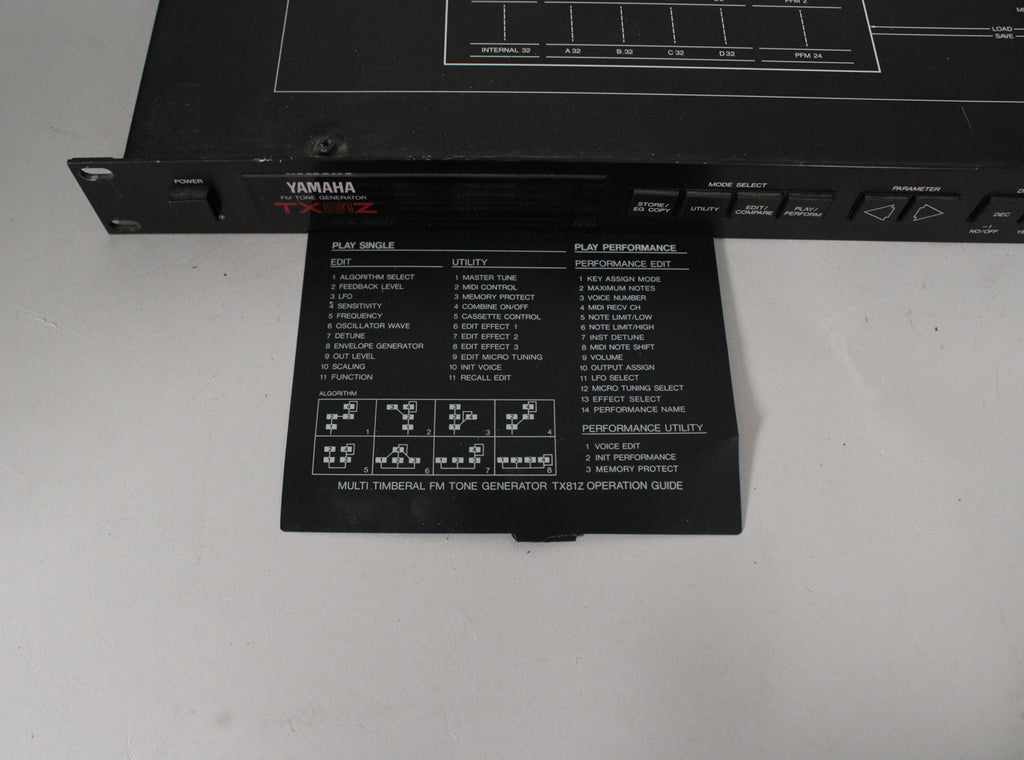 PFM 2
INTERNAL 32 A 32 B 32 C 32 D 32 PFM 24
LOAD
SAVE
POWER
YAMAHA
FM TONE GENERATOR
TX81Z
MODE SELECT
STORE/
EG COPY
UTILITY
EDIT/
COMPARE
PLAY/
PERFORM
PARAMETER
DEC
-1
NO/OFF
PLAY SINGLE
EDIT
1 ALGORITHM SELECT
2 FEEDBACK LEVEL
3 LFO
4 SENSITIVITY
5 FREQUENCY
6 OSCILLATOR WAVE
7 DETUNE
8 ENVELOPE GENERATOR
9 OUT LEVEL
10 SCALING
11 FUNCTION
UTILITY
1 MASTER TUNE
2 MIDI CONTROL
3 MEMORY PROTECT
4 COMBINE ON/OFF
5 CASSETTE CONTROL
6 EDIT EFFECT 1
7 EDIT EFFECT 2
8 EDIT EFFECT 3
9 EDIT MICRO TUNING
10 INIT VOICE
11 RECALL EDIT
PLAY PERFORMANCE
PERFORMANCE EDIT
1 KEY ASSIGN MODE
2 MAXIMUM NOTES
3 VOICE NUMBER
4 MIDI RECV CH
5 NOTE LIMIT/LOW
6 NOTE LIMIT/HIGH
7 INST DETUNE
8 MIDI NOTE SHIFT
9 VOLUME
10 OUTPUT ASSIGN
11 LFO SELECT
12 MICRO TUNING SELECT
13 EFFECT SELECT
14 PERFORMANCE NAME
PERFORMANCE UTILITY
1 VOICE EDIT
2 INIT PERFORMANCE
3 MEMORY PROTECT
ALGORITHM
1 2 3 4
5 6 7 8
MULTI TIMBERAL FM TONE GENERATOR TX81Z OPERATION GUIDE